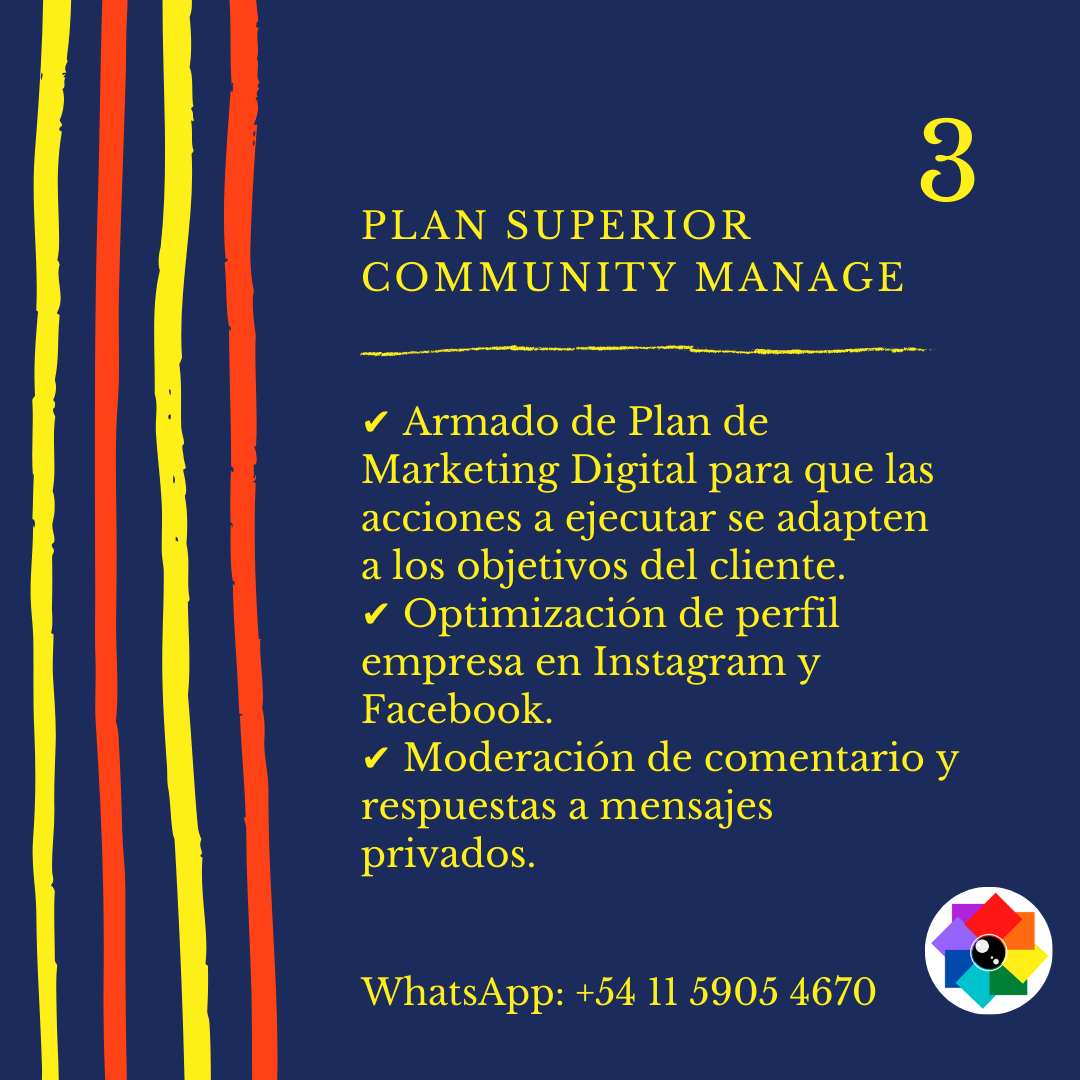 3
PLAN SUPERIOR
COMMUNITY MANAGE
✔ Armado de Plan de
Marketing Digital para que las
acciones a ejecutar se adapten
a los objetivos del cliente.
✔ Optimización de perfil
empresa en Instagram y
Facebook.
✔ Moderación de comentario y
respuestas a mensajes
privados.
WhatsApp: +54 11 5905 4670